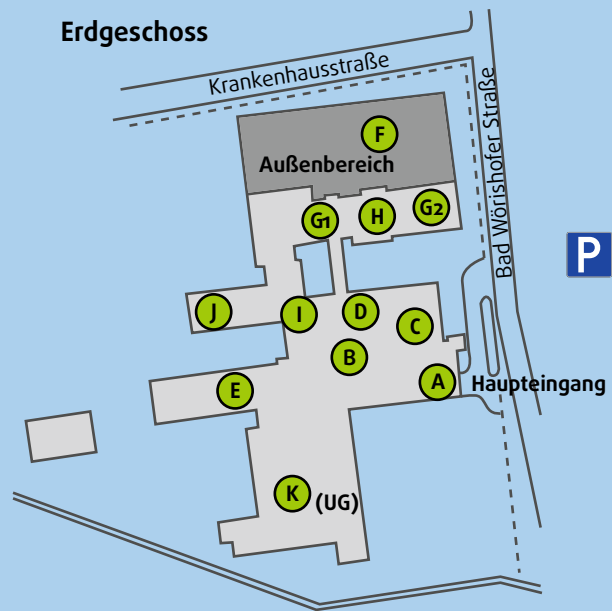 Erdgeschoss
Krankenhausstraße
Bad Wörishofer Straße
F
Außenbereich
G1
H
G2
P
J
I
D
C
B
A
Haupteingang
E
K
(UG)